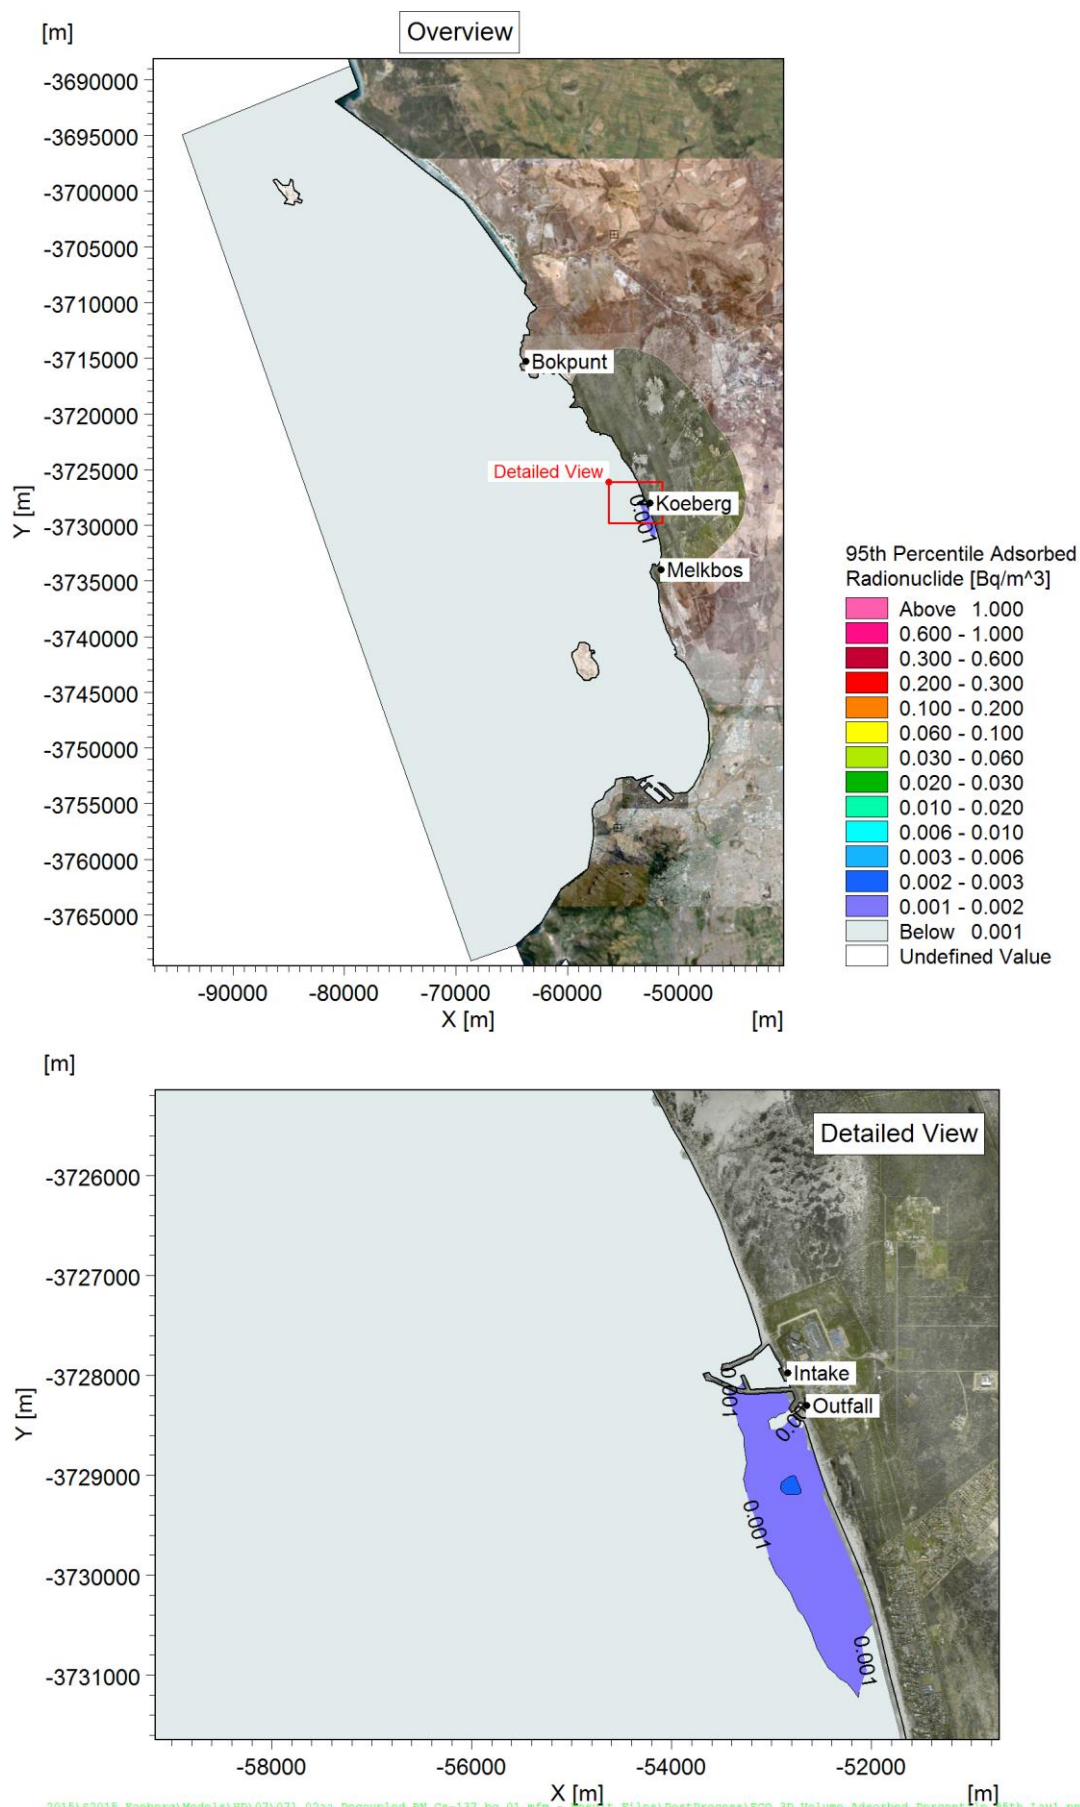 [m]
Overview
-3690000
-3695000
-3700000
-3705000
-3710000
-3715000
-3720000
-3725000
-3730000
-3735000
-3740000
-3745000
-3750000
-3755000
-3760000
-3765000
Y [m]
Bokpunt
Detailed View
Koeberg
0.001
Melkbos
-90000 -80000 -70000 -60000 -50000
X [m] [m]
95th Percentile Adsorbed
Radionuclide [Bq/m^3]
Above 1.000
0.600 - 1.000
0.300 - 0.600
0.200 - 0.300
0.100 - 0.200
0.060 - 0.100
0.030 - 0.060
0.020 - 0.030
0.010 - 0.020
0.006 - 0.010
0.003 - 0.006
0.002 - 0.003
0.001 - 0.002
Below 0.001
Undefined Value
[m]
Detailed View
-3726000
-3727000
-3728000
-3729000
-3730000
-3731000
Y [m]
Intake
Outfall
0.001
0.0
0.001
0.001
-58000 -56000 -54000 -52000
X [m] [m]